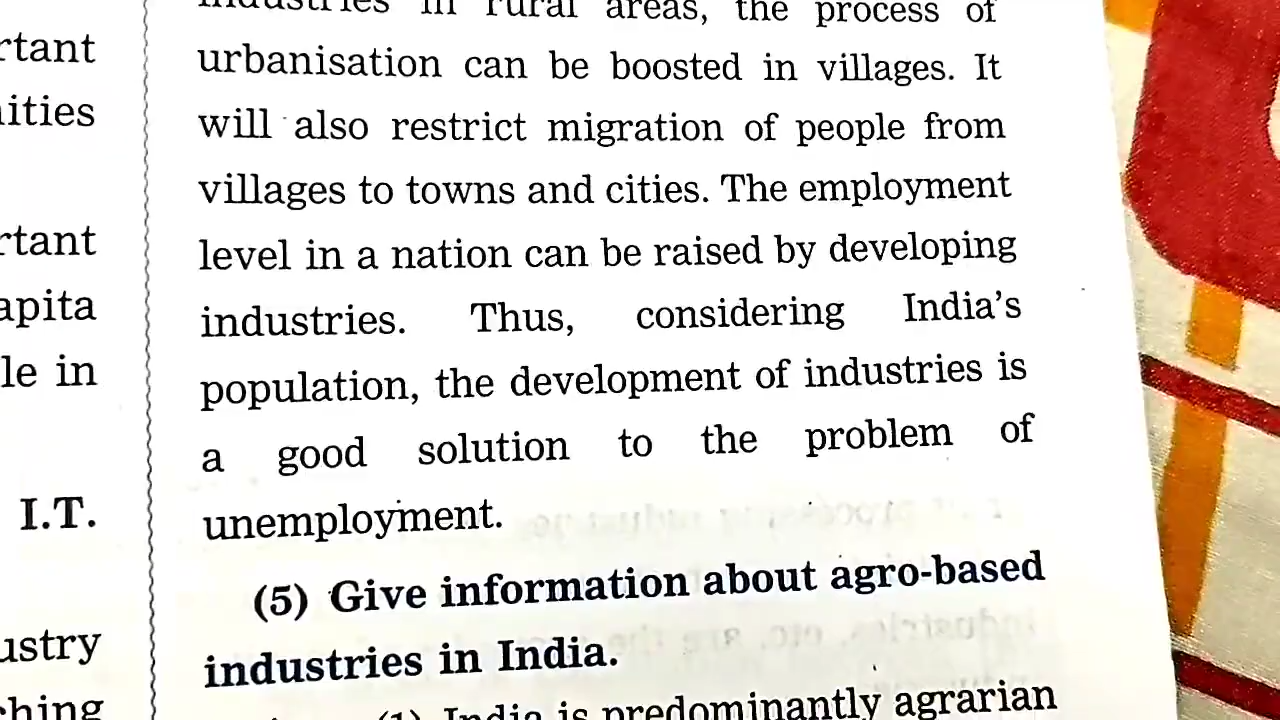 rtant
ities
rtant
apita
le in
I.T.
ustry
ching
industries in rural areas, the process of
urbanisation can be boosted in villages. It
will also restrict migration of people from
villages to towns and cities. The employment
level in a nation can be raised by developing
industries. Thus, considering India's
population, the development of industries is
a good solution to the problem of
unemployment.
(5) Give information about agro-based
industries in India.
(1) India is predominantly agrarian